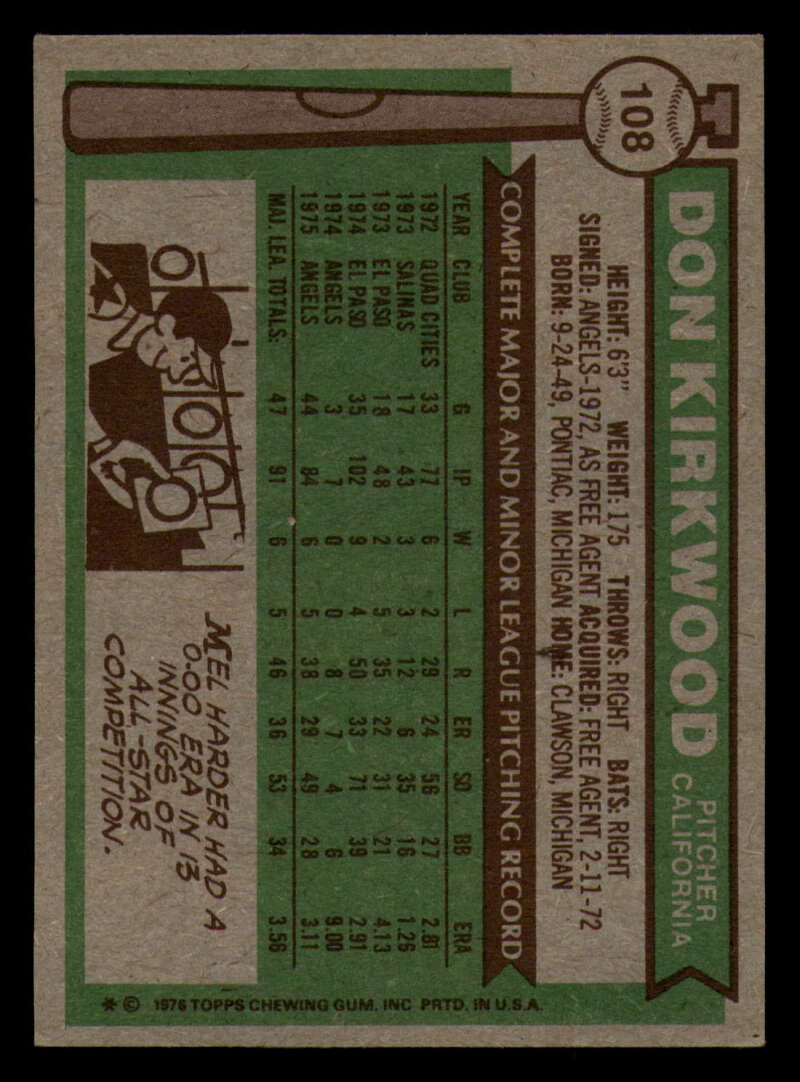 108
DON KIRKWOOD
PITCHER
CALIFORNIA
HEIGHT: 6'3" WEIGHT: 175 THROWS: RIGHT BATS: RIGHT
SIGNED: ANGELS-1972, AS FREE AGENT ACQUIRED: FREE AGENT, 2-11-72
BORN: 9-24-49, PONTIAC, MICHIGAN HOME: CLAWSON, MICHIGAN
COMPLETE MAJOR AND MINOR LEAGUE PITCHING RECORD
YEAR CLUB G IP W L R ER SO BB ERA
1972 QUAD CITIES 33 77 6 2 29 24 56 27 2.81
1973 SALINAS 17 43 3 3 12 6 35 16 1.26
1973 EL PASO 18 48 2 5 35 22 31 21 4.13
1974 EL PASO 35 102 9 4 50 33 71 39 2.91
1974 ANGELS 3 7 0 0 8 7 4 6 9.00
1975 ANGELS 44 84 6 5 38 29 49 28 3.11
MAJ. LEA. TOTALS: 47 91 6 5 46 36 53 34 3.56
MEL HARDER HAD A
0.00 ERA IN 13
INNINGS OF
ALL-STAR
COMPETITION.
* © 1976 TOPPS CHEWING GUM, INC PRTD. IN U.S.A.